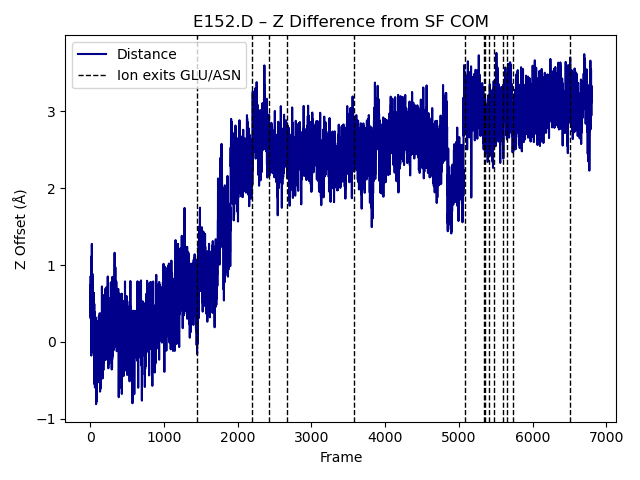 E152.D – Z Difference from SF COM
Distance
Ion exits GLU/ASN
Z Offset (Å)
3
2
1
0
−1
0 1000 2000 3000 4000 5000 6000 7000
Frame